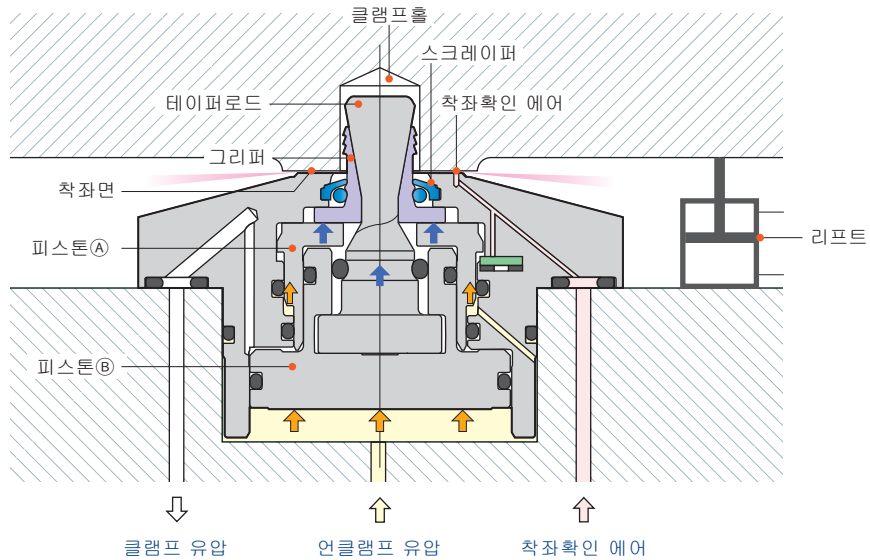 클램프홀
스크레이퍼
테이퍼로드
착좌확인 에어
그리퍼
착좌면
피스톤Ⓐ
리프트
피스톤Ⓑ
클램프 유압
언클램프 유압
착좌확인 에어